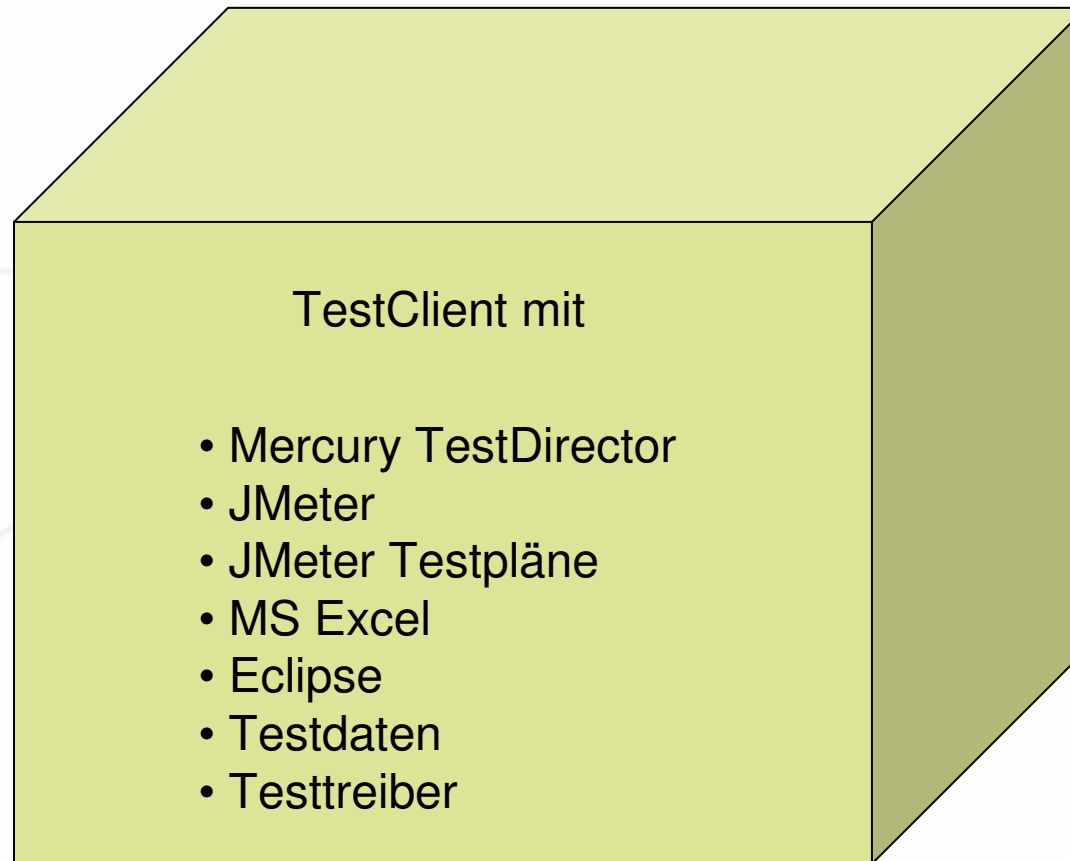 TestClient mit
• Mercury TestDirector
• JMeter
• JMeter Testpläne
• MS Excel
• Eclipse
• Testdaten
• Testtreiber